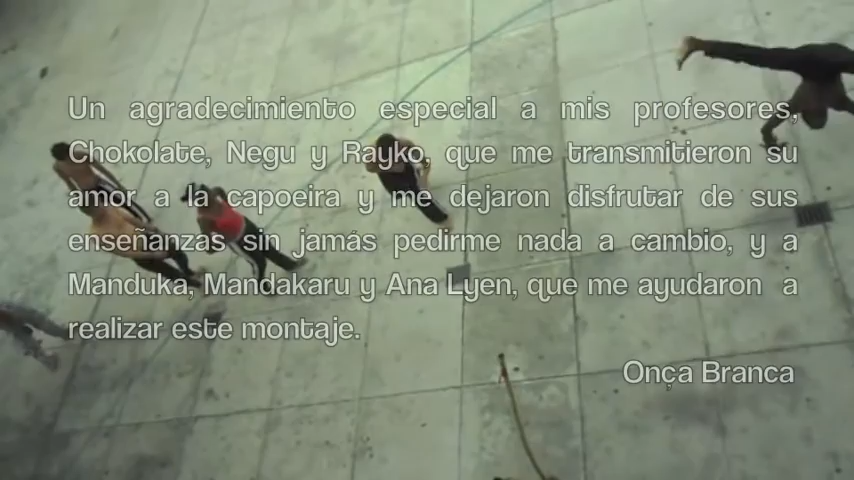 Un agradecimiento especial a mis profesores,
Chokolate, Negu y Rayko, que me transmitieron su
amor a la capoeira y me dejaron disfrutar de sus
enseñanzas sin jamás pedirme nada a cambio, y a
Manduka, Mandakaru y Ana Lyen, que me ayudaron a
realizar este montaje.
Onça Branca